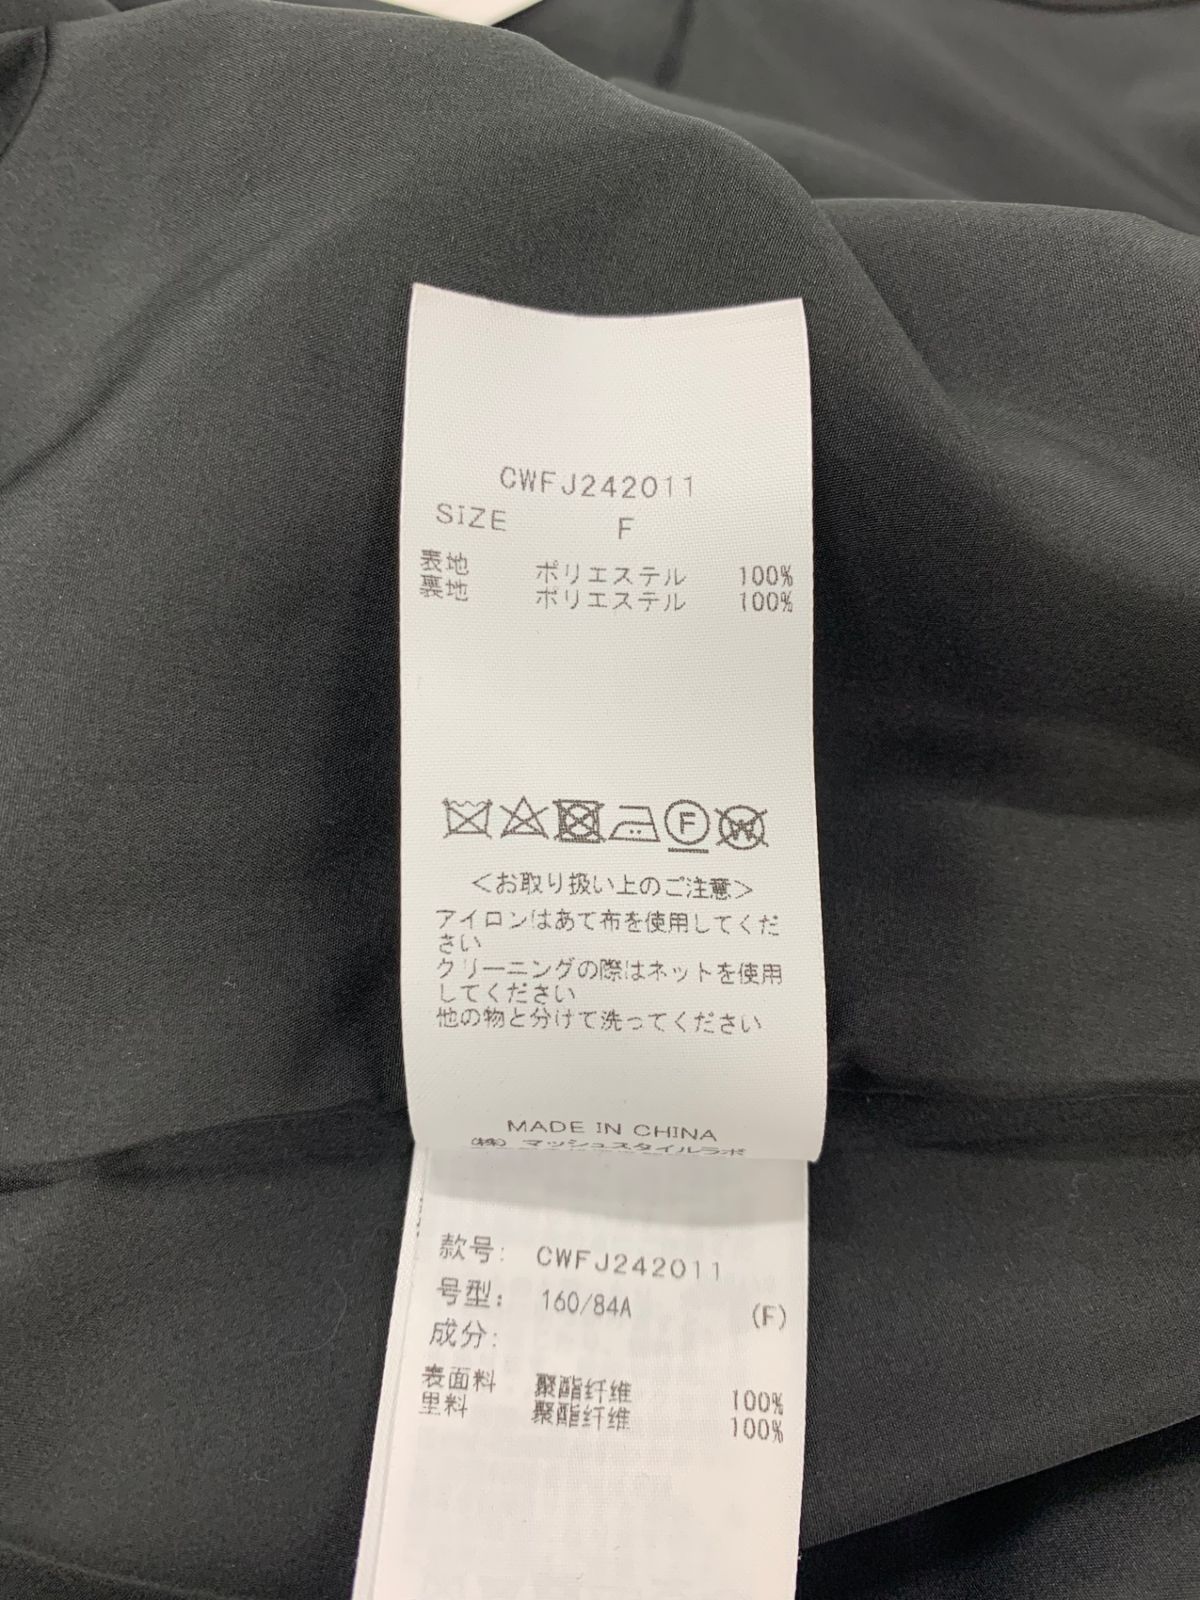 CWFJ242011
SIZE F
表地 ポリエステル 100%
裏地 ポリエステル 100%
F
W
<お取り扱い上のご注意>
アイロンはあて布を使用してくだ
さい
クリーニングの際はネットを使用
してください
他の物と分けて洗ってください
MADE IN CHINA
(株) マッシュスタイルラボ
款号: CWFJ242011
号型: 160/84A (F)
成分:
表面料 聚酯纤维 100%
里料 聚酯纤维 100%